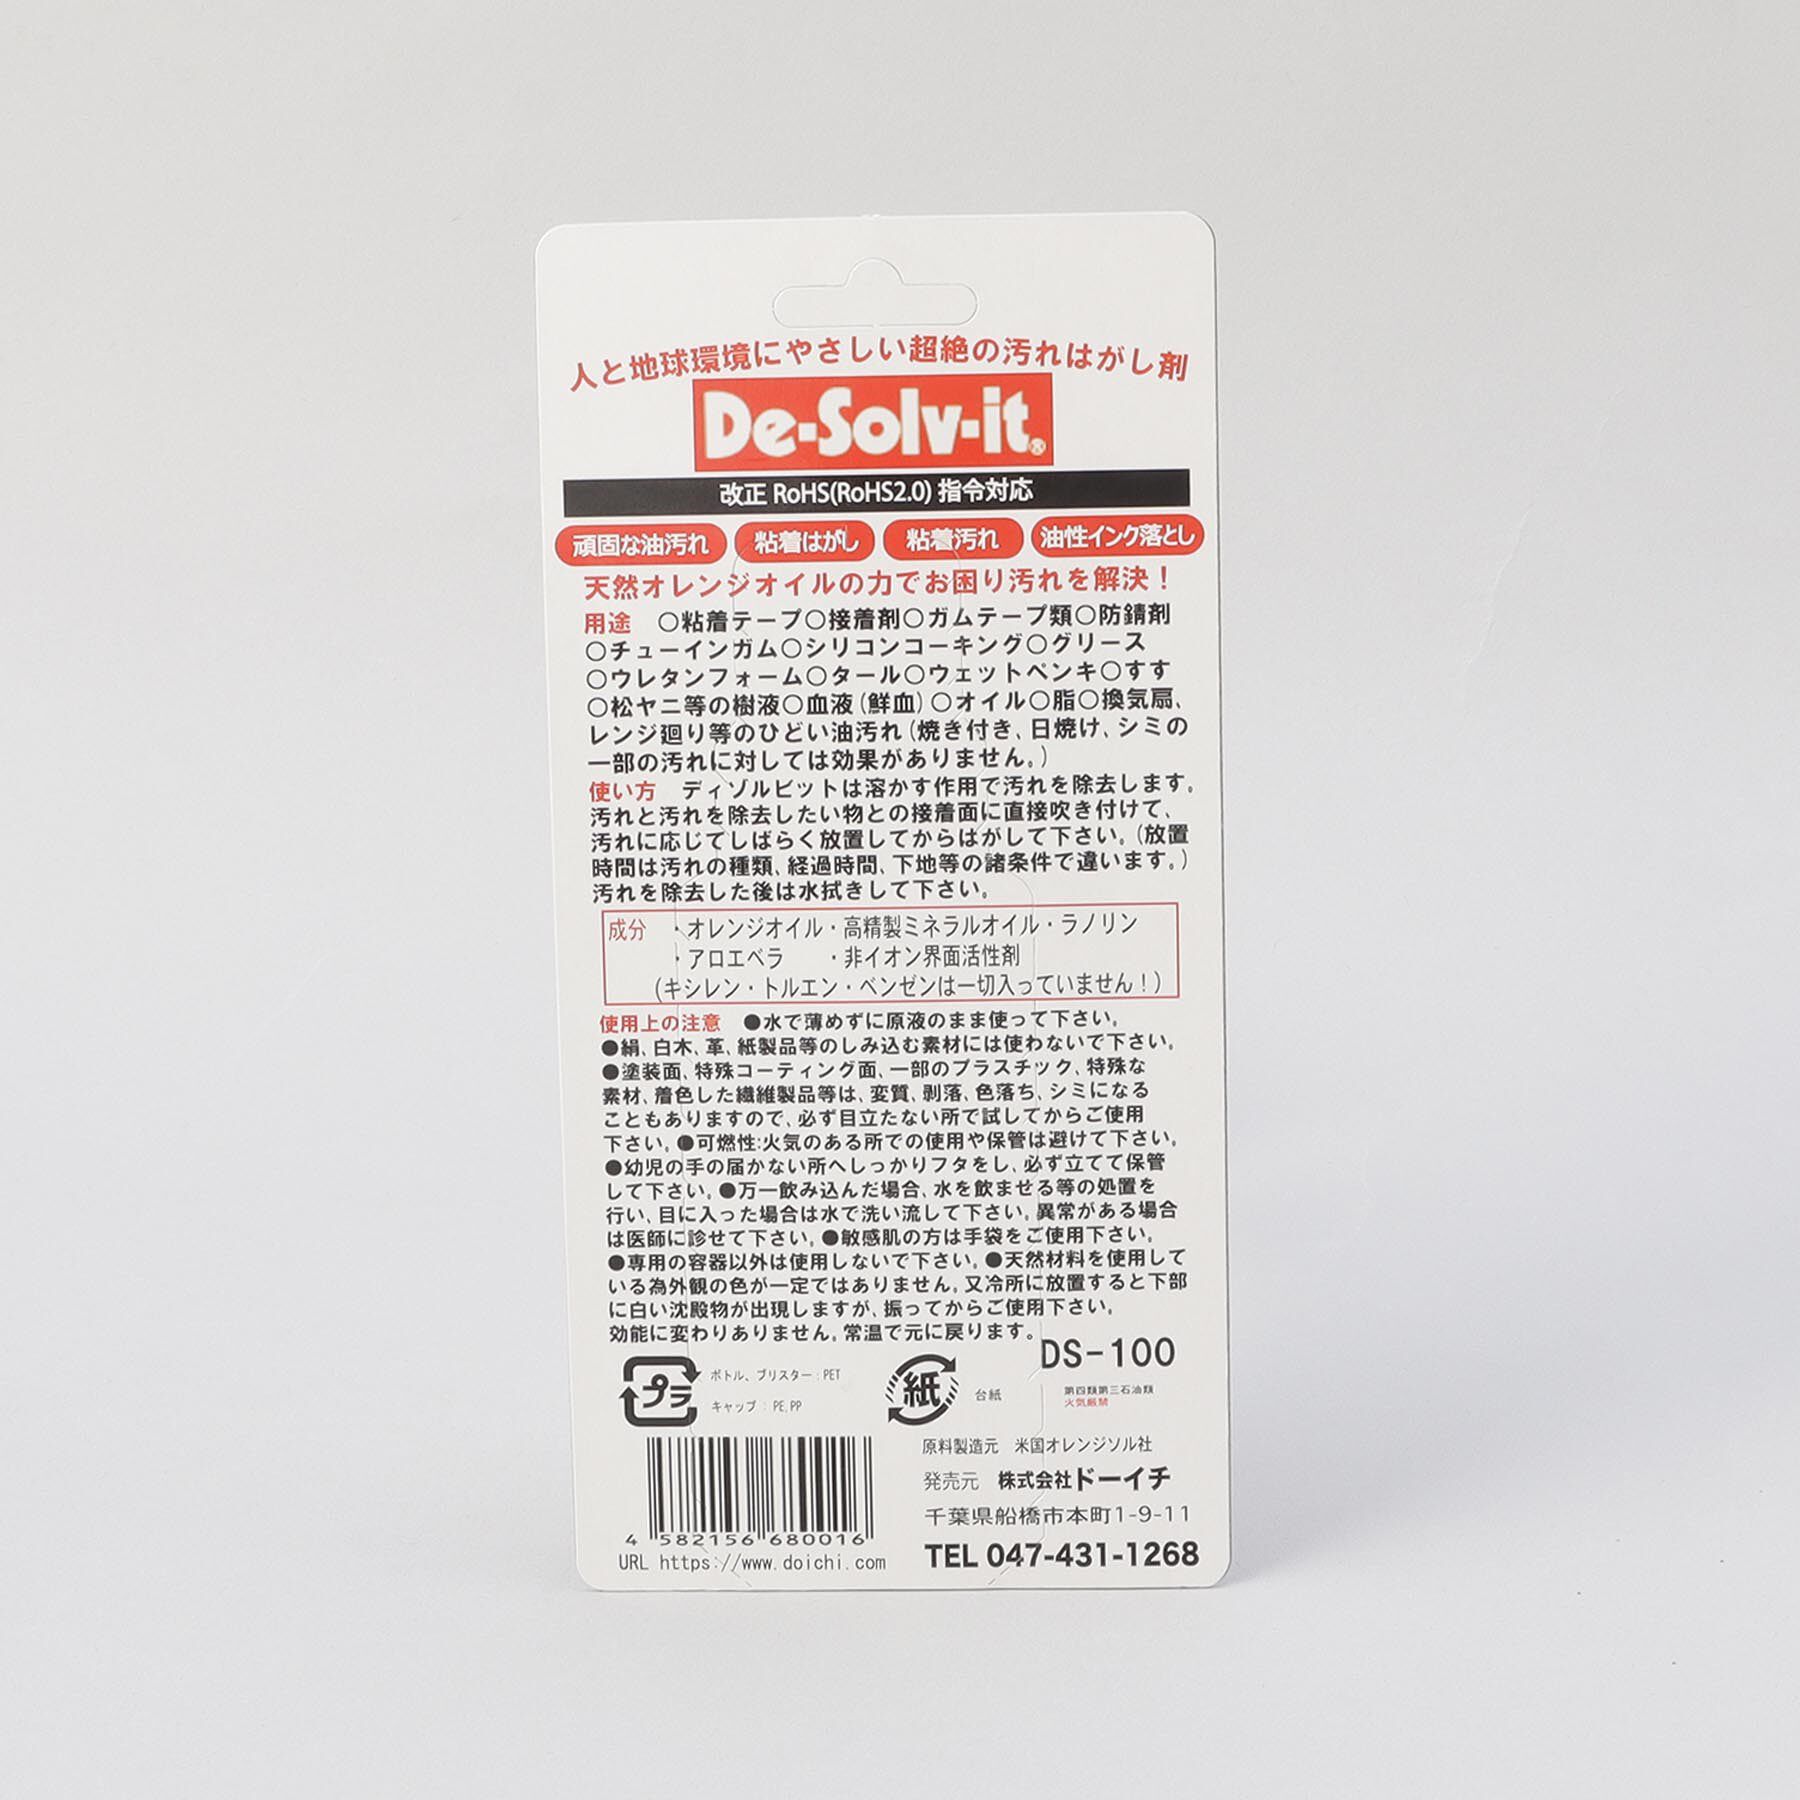 人と地球環境にやさしい超絶の汚れはがし剤
De-Solv-it®
改正 RoHS(RoHS2.0) 指令対応
頑固な油汚れ 粘着はがし 粘着汚れ 油性インク落とし
天然オレンジオイルの力でお困り汚れを解決！
用途 ○粘着テープ○接着剤○ガムテープ類○防錆剤
○チューインガム○シリコンコーキング○グリース
○ウレタンフォーム○タール○ウェットペンキ○すす
○松ヤニ等の樹液○血液(鮮血)○オイル○脂○換気扇、
レンジ廻り等のひどい油汚れ(焼き付き、日焼け、シミの
一部の汚れに対しては効果がありません。)
使い方 ディゾルビットは溶かす作用で汚れを除去します。
汚れと汚れを除去したい物との接着面に直接吹き付けて、
汚れに応じてしばらく放置してからはがして下さい。(放置
時間は汚れの種類、経過時間、下地等の諸条件で違います。)
汚れを除去した後は水拭きして下さい。
成分 ・オレンジオイル・高精製ミネラルオイル・ラノリン
・アロエベラ ・非イオン界面活性剤
(キシレン・トルエン・ベンゼンは一切入っていません！)
使用上の注意 ●水で薄めずに原液のまま使って下さい。
●絹、白木、革、紙製品等のしみ込む素材には使わないで下さい。
●塗装面、特殊コーティング面、一部のプラスチック、特殊な
素材、着色した繊維製品等は、変質、剥落、色落ち、シミになる
こともありますので、必ず目立たない所で試してからご使用
下さい。●可燃性:火気のある所での使用や保管は避けて下さい。
●幼児の手の届かない所へしっかりフタをし、必ず立てて保管
して下さい。●万一飲み込んだ場合、水を飲ませる等の処置を
行い、目に入った場合は水で洗い流して下さい。異常がある場合
は医師に診せて下さい。●敏感肌の方は手袋をご使用下さい。
●専用の容器以外は使用しないで下さい。●天然材料を使用して
いる為外観の色が一定ではありません。又冷所に放置すると下部
に白い沈殿物が出現しますが、振ってからご使用下さい。
効能に変わりありません。常温で元に戻ります。
DS-100
プラ ボトル、ブリスター:PET
キャップ:PE,PP
紙 台紙
第四類第三石油類
火気厳禁
原料製造元 米国オレンジソル社
発売元 株式会社ドーイチ
千葉県船橋市本町1-9-11
TEL 047-431-1268
4 582156 680016
URL https://www.doichi.com